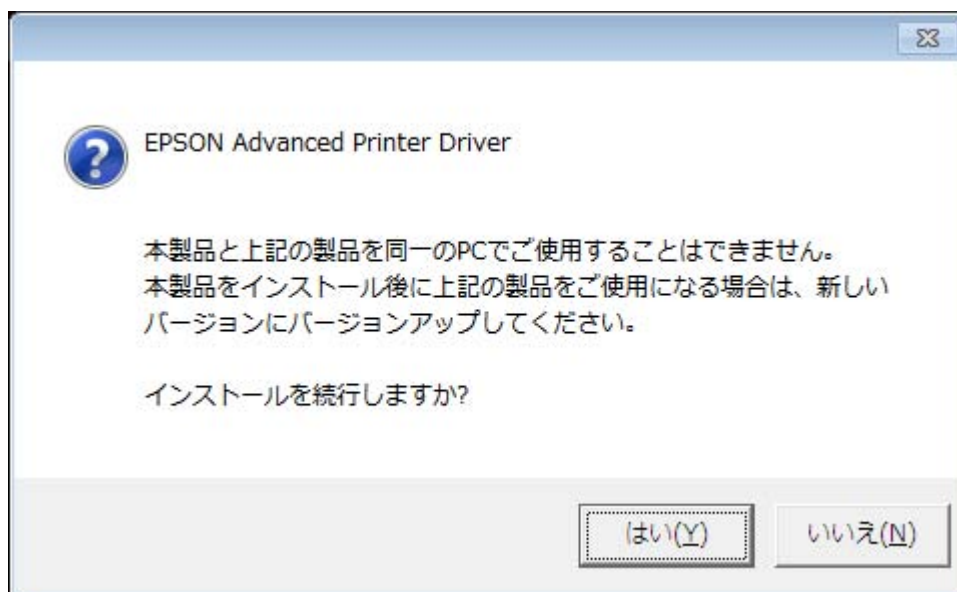 EPSON Advanced Printer Driver
本製品と上記の製品を同一のPCでご使用することはできません。
本製品をインストール後に上記の製品をご使用になる場合は、新しい
バージョンにバージョンアップしてください。
インストールを続行しますか?
はい(Y)
いいえ(N)